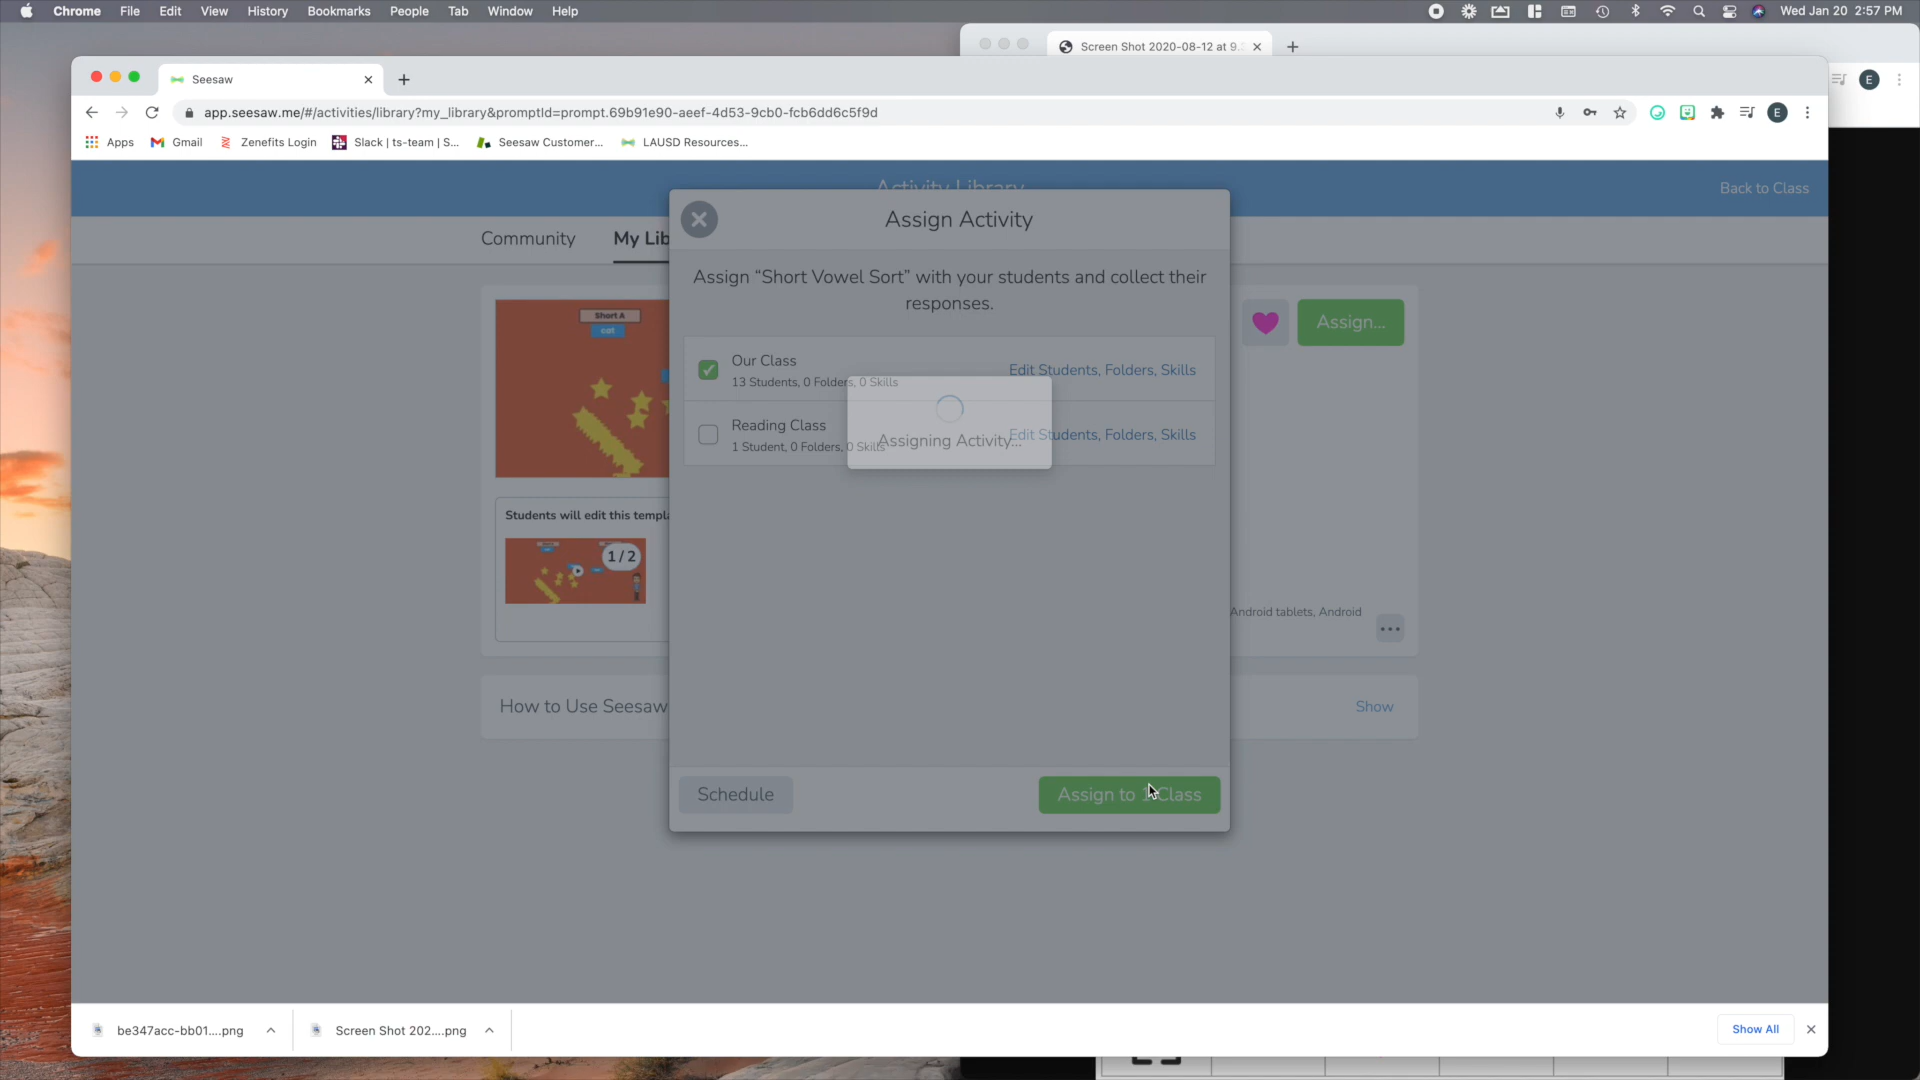 Chrome File Edit View History Bookmarks People Tab Window Help
Wed Jan 20 2:57 PM
Screen Shot 2020-08-12 at 9.
Seesaw
E
app.seesaw.me/#/activities/library?my_library&promptId=prompt.69b91e90-aeef-4d53-9cb0-fcb6dd6c5f9d
E
Apps Gmail Zenefits Login Slack | ts-team | S... Seesaw Customer... LAUSD Resources...
Activity Library
Back to Class
Community
My Lib
Assign Activity
Assign “Short Vowel Sort” with your students and collect their
responses.
Short A
cat
Assign...
Our Class
13 Students, 0 Folders, 0 Skills
Edit Students, Folders, Skills
Reading Class
1 Student, 0 Folders, 0 Skills
Edit Students, Folders, Skills
Assigning Activity...
Students will edit this templa
1 / 2
Android tablets, Android
How to Use Seesaw
Show
Schedule
Assign to 1 Class
be347acc-bb01....png
Screen Shot 202....png
Show All